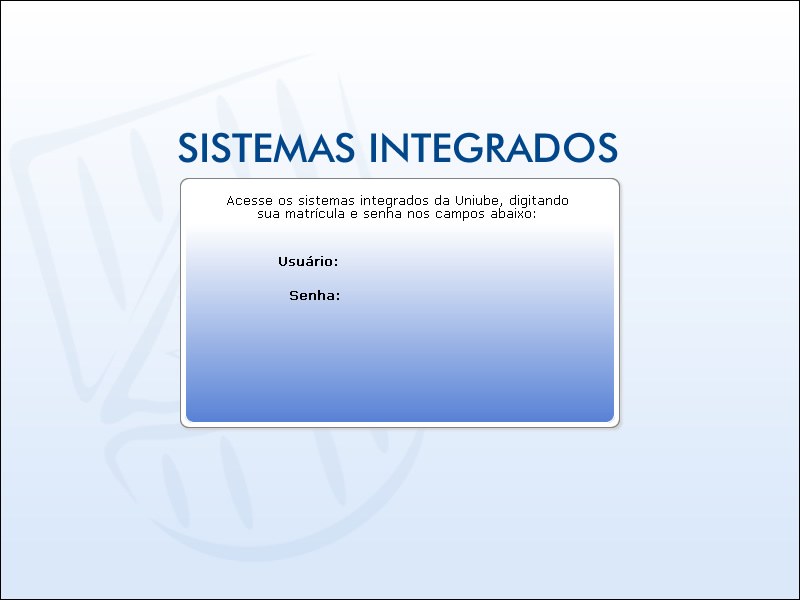 SISTEMAS INTEGRADOS
Acesse os sistemas integrados da Uniube, digitando
sua matrícula e senha nos campos abaixo:
Usuário:
Senha: